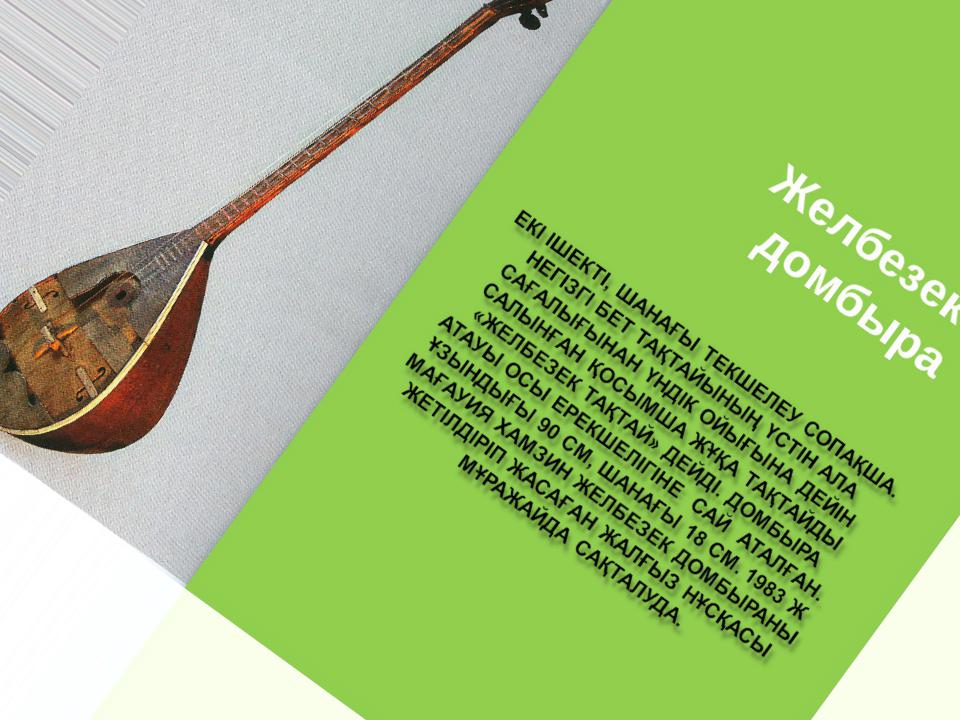 Желбезек
домбыра
ЕКІ ІШЕКТІ, ШАНАҒЫ ТЕКШЕЛЕУ СОПАҚША.
НЕГІЗГІ БЕТ ТАҚТАЙЫНЫҢ ҮСТІН АЛА
САҒАЛЫҒЫНАН ҮНДІК ОЙЫҒЫНА ДЕЙІН
САЛЫНҒАН ҚОСЫМША ЖҰҚА ТАҚТАЙДЫ
«ЖЕЛБЕЗЕК ТАҚТАЙ» ДЕЙДІ, ДОМБЫРА
АТАУЫ ОСЫ ЕРЕКШЕЛІГІНЕ САЙ АТАЛҒАН.
ҰЗЫНДЫҒЫ 90 СМ, ШАНАҒЫ 18 СМ. 1983 Ж
МАҒАУИЯ ХАМЗИН ЖЕЛБЕЗЕК ДОМБЫРАНЫ
ЖЕТІЛДІРІП ЖАСАҒАН ЖАЛҒЫЗ НҰСҚАСЫ
МҰРАЖАЙДА САҚТАЛУДА.